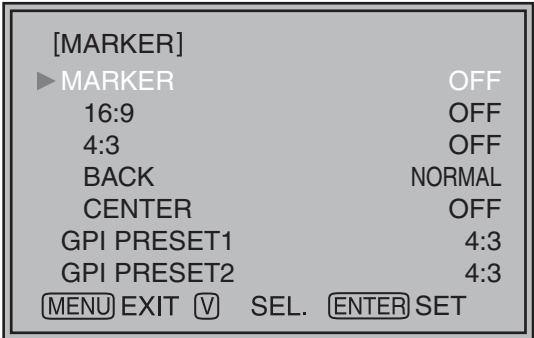 [MARKER]
MARKER OFF
16:9 OFF
4:3 OFF
BACK NORMAL
CENTER OFF
GPI PRESET1 4:3
GPI PRESET2 4:3
MENU EXIT V SEL. ENTER SET